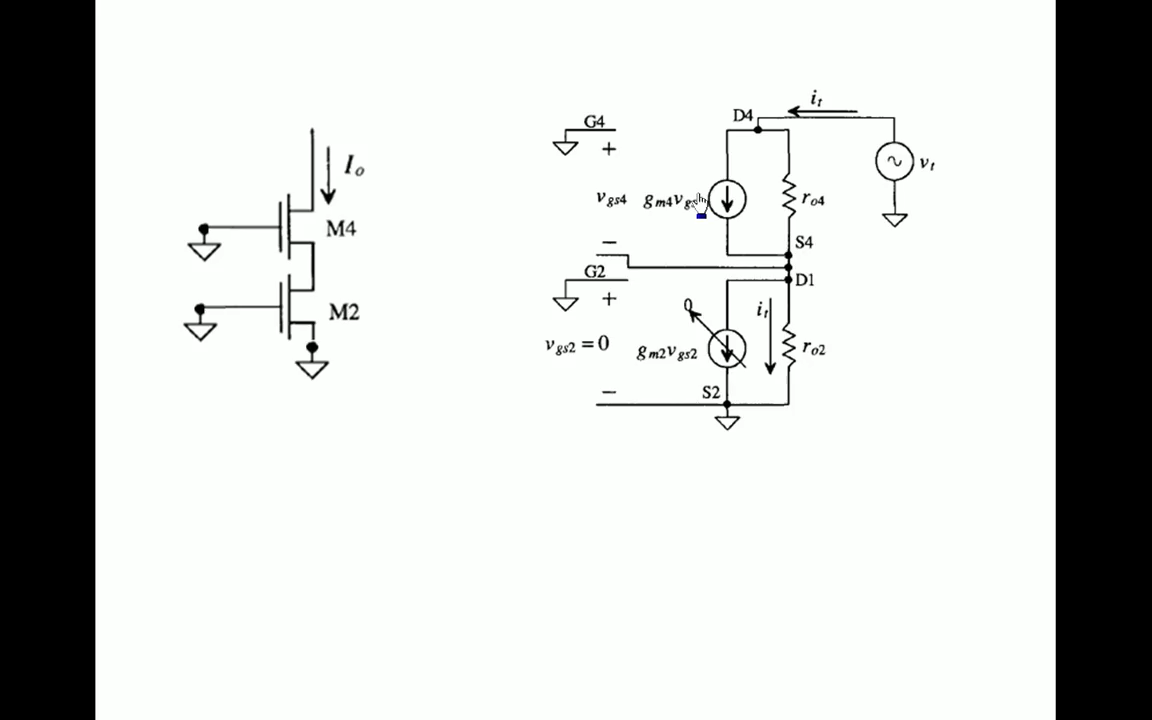 I_o
M4
M2
i_t
D4
G4
+
v_t
v_gs4
g_m4 v_g
r_o4
−
S4
G2
D1
+
0
i_t
v_gs2 = 0
g_m2 v_gs2
r_o2
−
S2